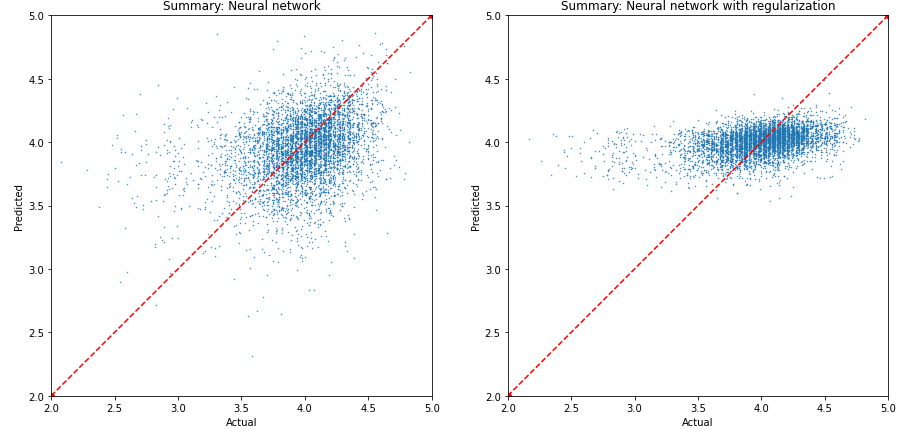 Summary: Neural network
5.0
4.5
4.0
3.5
3.0
2.5
2.0
Predicted
2.0 2.5 3.0 3.5 4.0 4.5 5.0
Actual
Summary: Neural network with regularization
5.0
4.5
4.0
3.5
3.0
2.5
2.0
Predicted
2.0 2.5 3.0 3.5 4.0 4.5 5.0
Actual